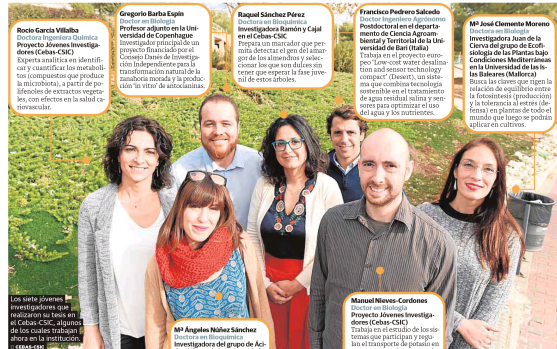 Rocío García Villalba
Doctora Ingeniera Química
Proyecto Jóvenes Investiga-
dores (Cebas-CSIC)
Experta analítica en identifi-
car y cuantificar los metaboli-
tos (compuestos que produce
la microbiota), a partir de po-
lifenoles de extractos vegeta-
les, con efectos en la salud ca-
riovascular.
Gregorio Barba Espín
Doctor en Biología
Profesor adjunto en la Uni-
versidad de Copenhaguen
Investigador principal de un
proyecto financiado por el
Consejo Danés de Investiga-
ción Independiente para la
transformación natural de la
zanahoria morada y la produc-
ción 'in vitro' de antocianinas.
Raquel Sánchez Pérez
Doctora en Bioquímica
Investigadora Ramón y Cajal
en el Cebas-CSIC
Prepara un marcador que per-
mita detectar el gen del amar-
gor de los almendros y selec-
cionar los que son dulces sin
tener que esperar la fase juve-
nil de estos árboles.
Francisco Pedrero Salcedo
Doctor Ingeniero Agrónomo
Postdoctoral en el departa-
mento de Ciencia Agroam-
biental y Territorial de la Uni-
versidad de Bari (Italia)
Trabaja en el proyecto euro-
peo 'Low-cost water desalina-
tion and sensor technology
compact' (Desert), un siste-
ma que combina tecnología
sostenible en el tratamiento
de agua residual salina y sen-
sores para optimizar el uso
del agua y los nutrientes.
Mª José Clemente Moreno
Doctora en Biología
Investigadora Juan de la
Cierva del grupo de Ecofi-
siología de las Plantas bajo
Condiciones Mediterráneas
en la Universidad de las Is-
las Baleares (Mallorca)
Busca las claves que rigen la
relación de equilibrio entre
la fotosíntesis (producción)
y la tolerancia al estrés (de-
fensa) en plantas de todo el
mundo que luego se podrán
aplicar en cultivos.
Los siete jóvenes
investigadores que
realizaron su tesis en
el Cebas-CSIC, algunos
de los cuales trabajan
ahora en la institución.
CEBAS-CSIC
Mª Ángeles Núñez Sánchez
Doctora en Bioquímica
Investigadora del grupo de Áci-
Manuel Nieves-Cordones
Doctor en Biología
Proyecto Jóvenes Investiga-
dores (Cebas-CSIC)
Trabaja en el estudio de los sis-
temas que participan y regu-
lan el transporte de potasio en